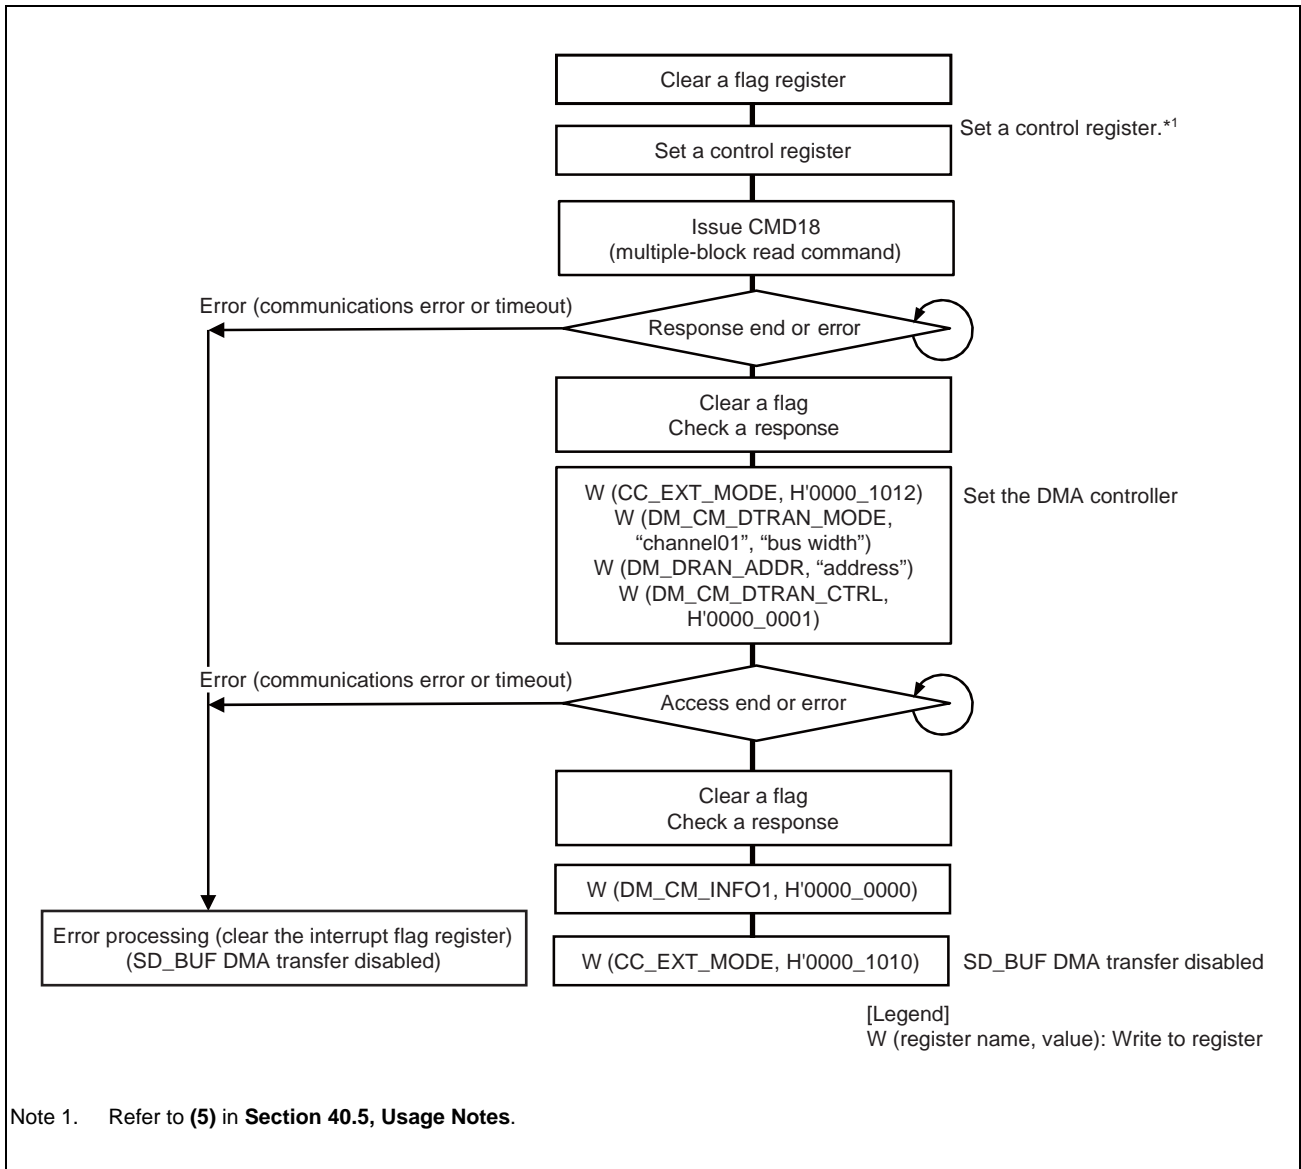 Clear a flag register
Set a control register.*1
Set a control register
Issue CMD18
(multiple-block read command)
Error (communications error or timeout)
Response end or error
Clear a flag
Check a response
W (CC_EXT_MODE, H'0000_1012)
Set the DMA controller
W (DM_CM_DTRAN_MODE,
“channel01”, “bus width”)
W (DM_DRAN_ADDR, “address”)
W (DM_CM_DTRAN_CTRL,
H'0000_0001)
Error (communications error or timeout)
Access end or error
Clear a flag
Check a response
W (DM_CM_INFO1, H'0000_0000)
Error processing (clear the interrupt flag register)
(SD_BUF DMA transfer disabled)
W (CC_EXT_MODE, H'0000_1010)
SD_BUF DMA transfer disabled
[Legend]
W (register name, value): Write to register
Note 1. Refer to (5) in Section 40.5, Usage Notes.